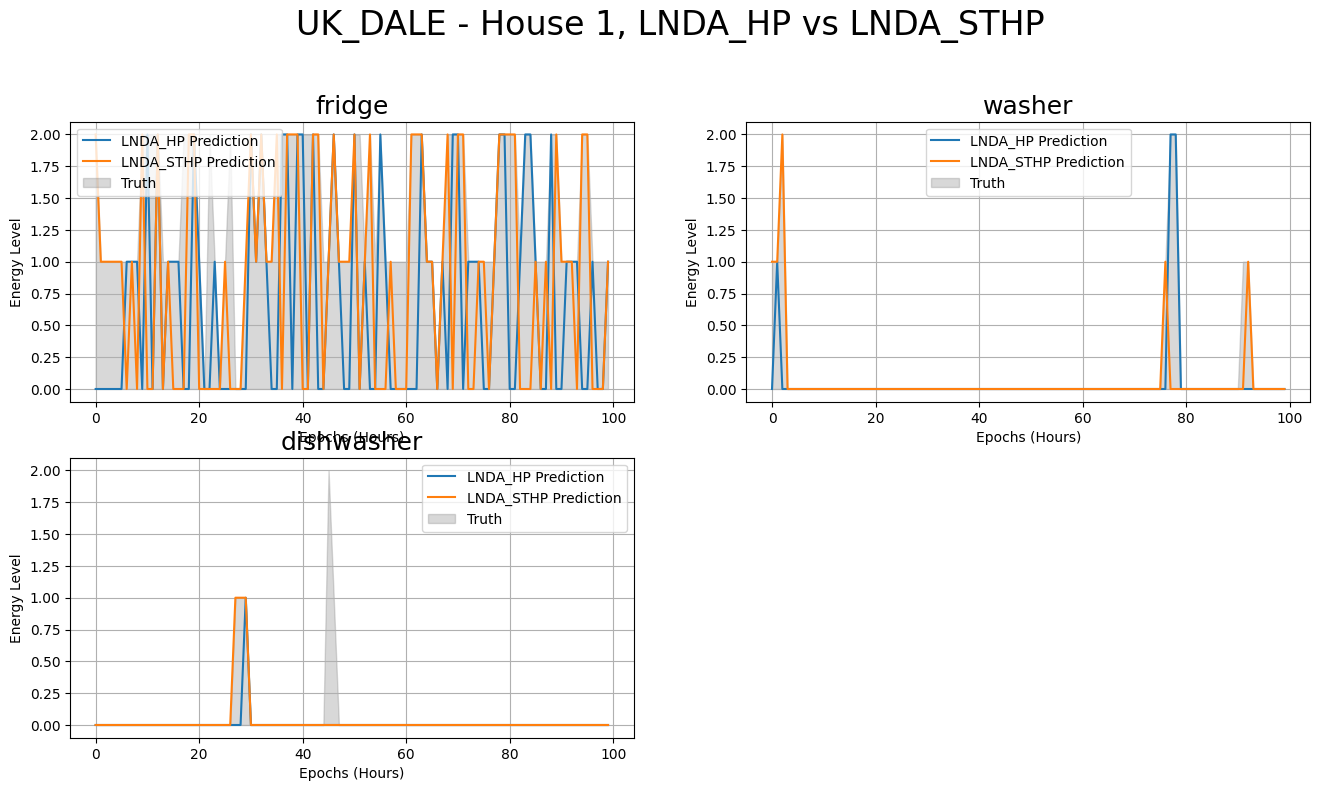 UK_DALE - House 1, LNDA_HP vs LNDA_STHP
fridge
LNDA_HP Prediction
LNDA_STHP Prediction
Truth
2.00
1.75
1.50
1.25
1.00
0.75
0.50
0.25
0.00
Energy Level
0 20 40 60 80 100
Epochs (Hours)
washer
LNDA_HP Prediction
LNDA_STHP Prediction
Truth
2.00
1.75
1.50
1.25
1.00
0.75
0.50
0.25
0.00
Energy Level
0 20 40 60 80 100
Epochs (Hours)
dishwasher
LNDA_HP Prediction
LNDA_STHP Prediction
Truth
2.00
1.75
1.50
1.25
1.00
0.75
0.50
0.25
0.00
Energy Level
0 20 40 60 80 100
Epochs (Hours)